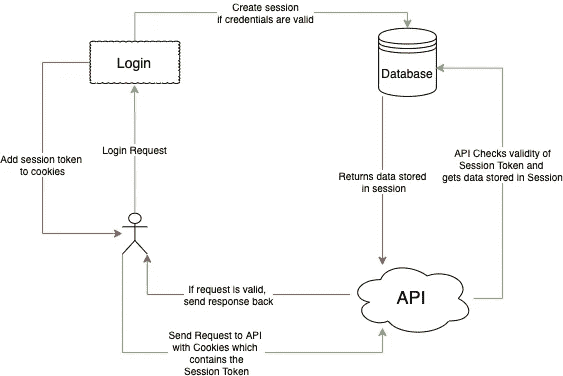 Create session
if credentials are valid
Login
Database
Login Request
Add session token
to cookies
API Checks validity of
Session Token and
gets data stored in Session
Returns data stored
in session
If request is valid,
send response back
API
Send Request to API
with Cookies which
contains the
Session Token